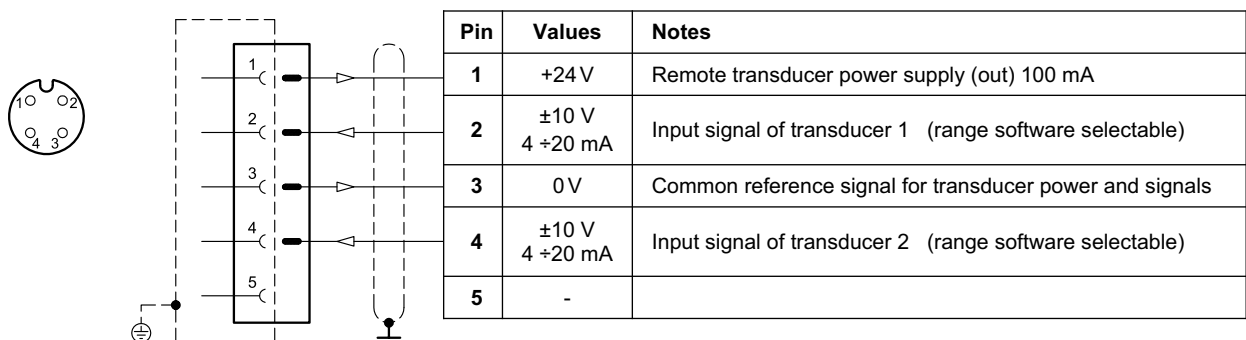 1 2
4 3
1
2
3
4
5
Pin Values Notes
1 +24 V Remote transducer power supply (out) 100 mA
2 ±10 V
4 ÷20 mA Input signal of transducer 1 (range software selectable)
3 0 V Common reference signal for transducer power and signals
4 ±10 V
4 ÷20 mA Input signal of transducer 2 (range software selectable)
5 -